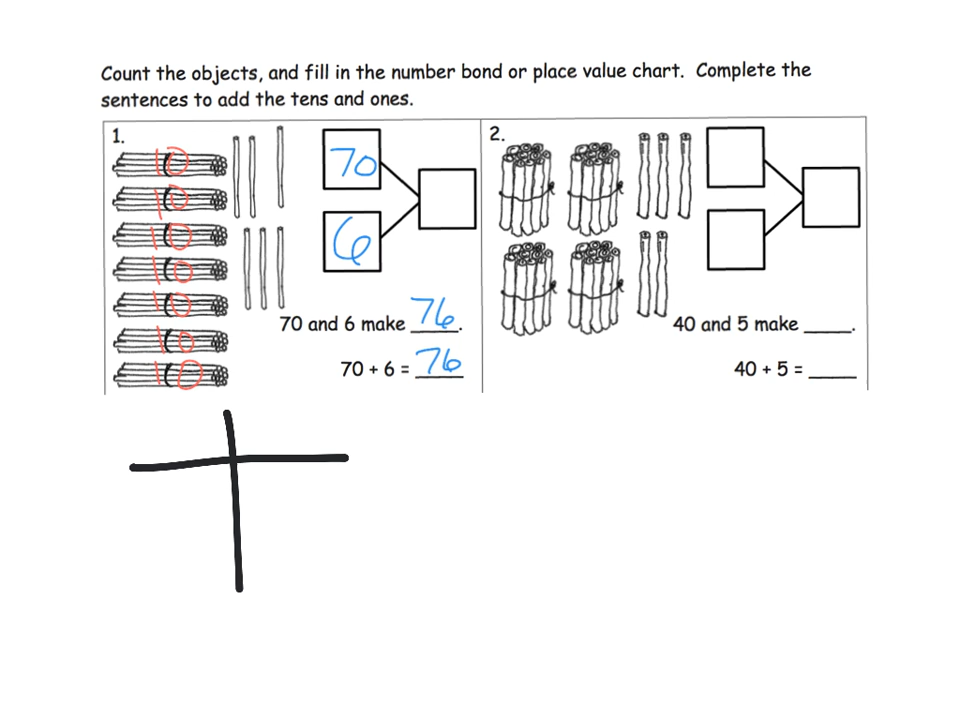 Count the objects, and fill in the number bond or place value chart. Complete the
sentences to add the tens and ones.
1.
10
10
10
10
10
10
10
70
6
70 and 6 make 76.
70 + 6 = 76
2.
40 and 5 make ____.
40 + 5 = ____